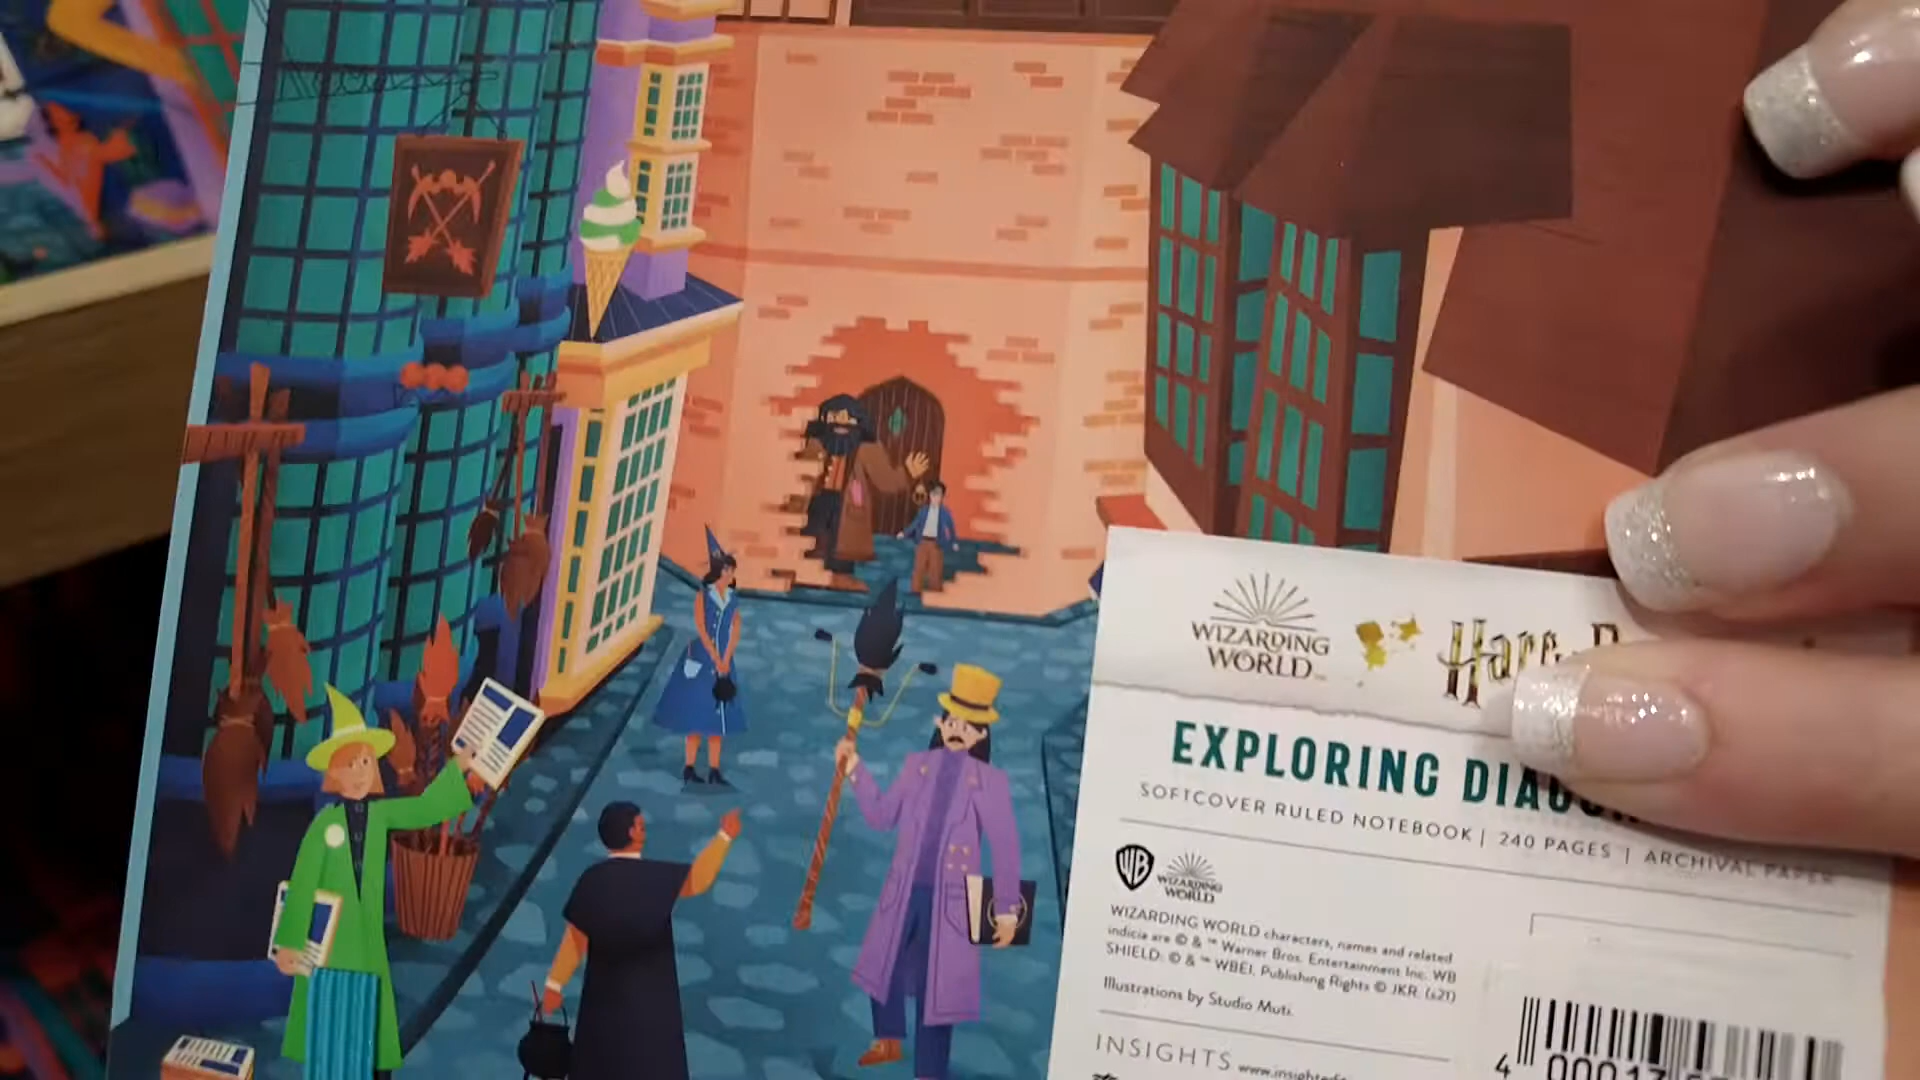 WIZARDING
WORLD
EXPLORING
SOFTCOVER RULED NOTEBOOK | 240 PAGES | ARCHIVAL PAPER
WB
WIZARDING
WORLD
WIZARDING WORLD characters, names and related
indicia are © & ™ Warner Bros. Entertainment Inc. WB
SHIELD: © & ™ WBEI. Publishing Rights © JKR. (s21)
Illustrations by Studio Muti.
INSIGHTS